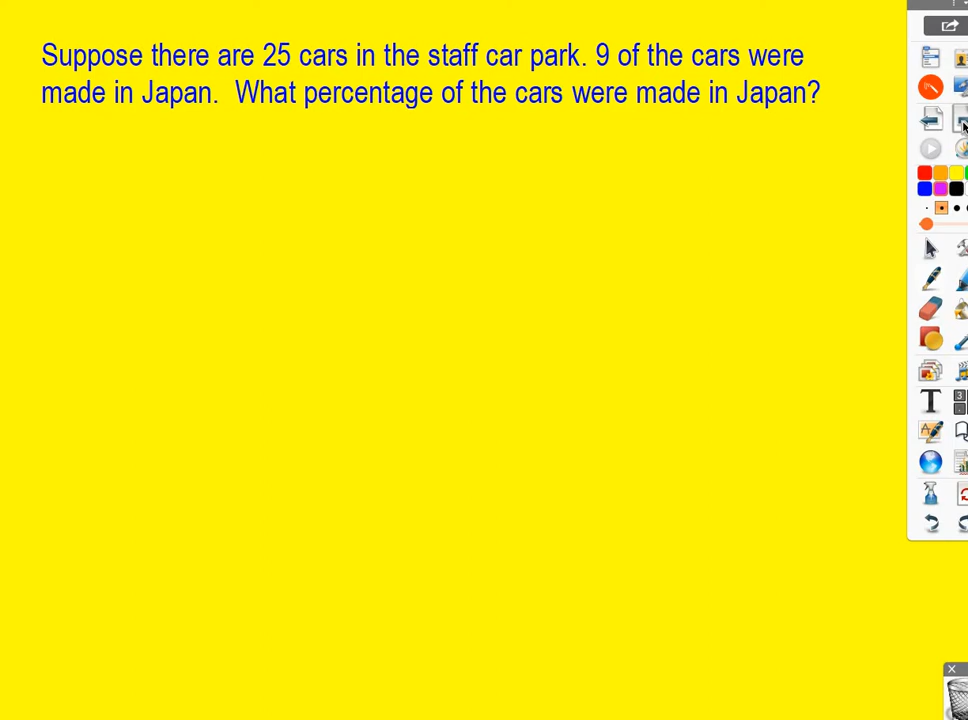 Suppose there are 25 cars in the staff car park. 9 of the cars were
made in Japan.  What percentage of the cars were made in Japan?